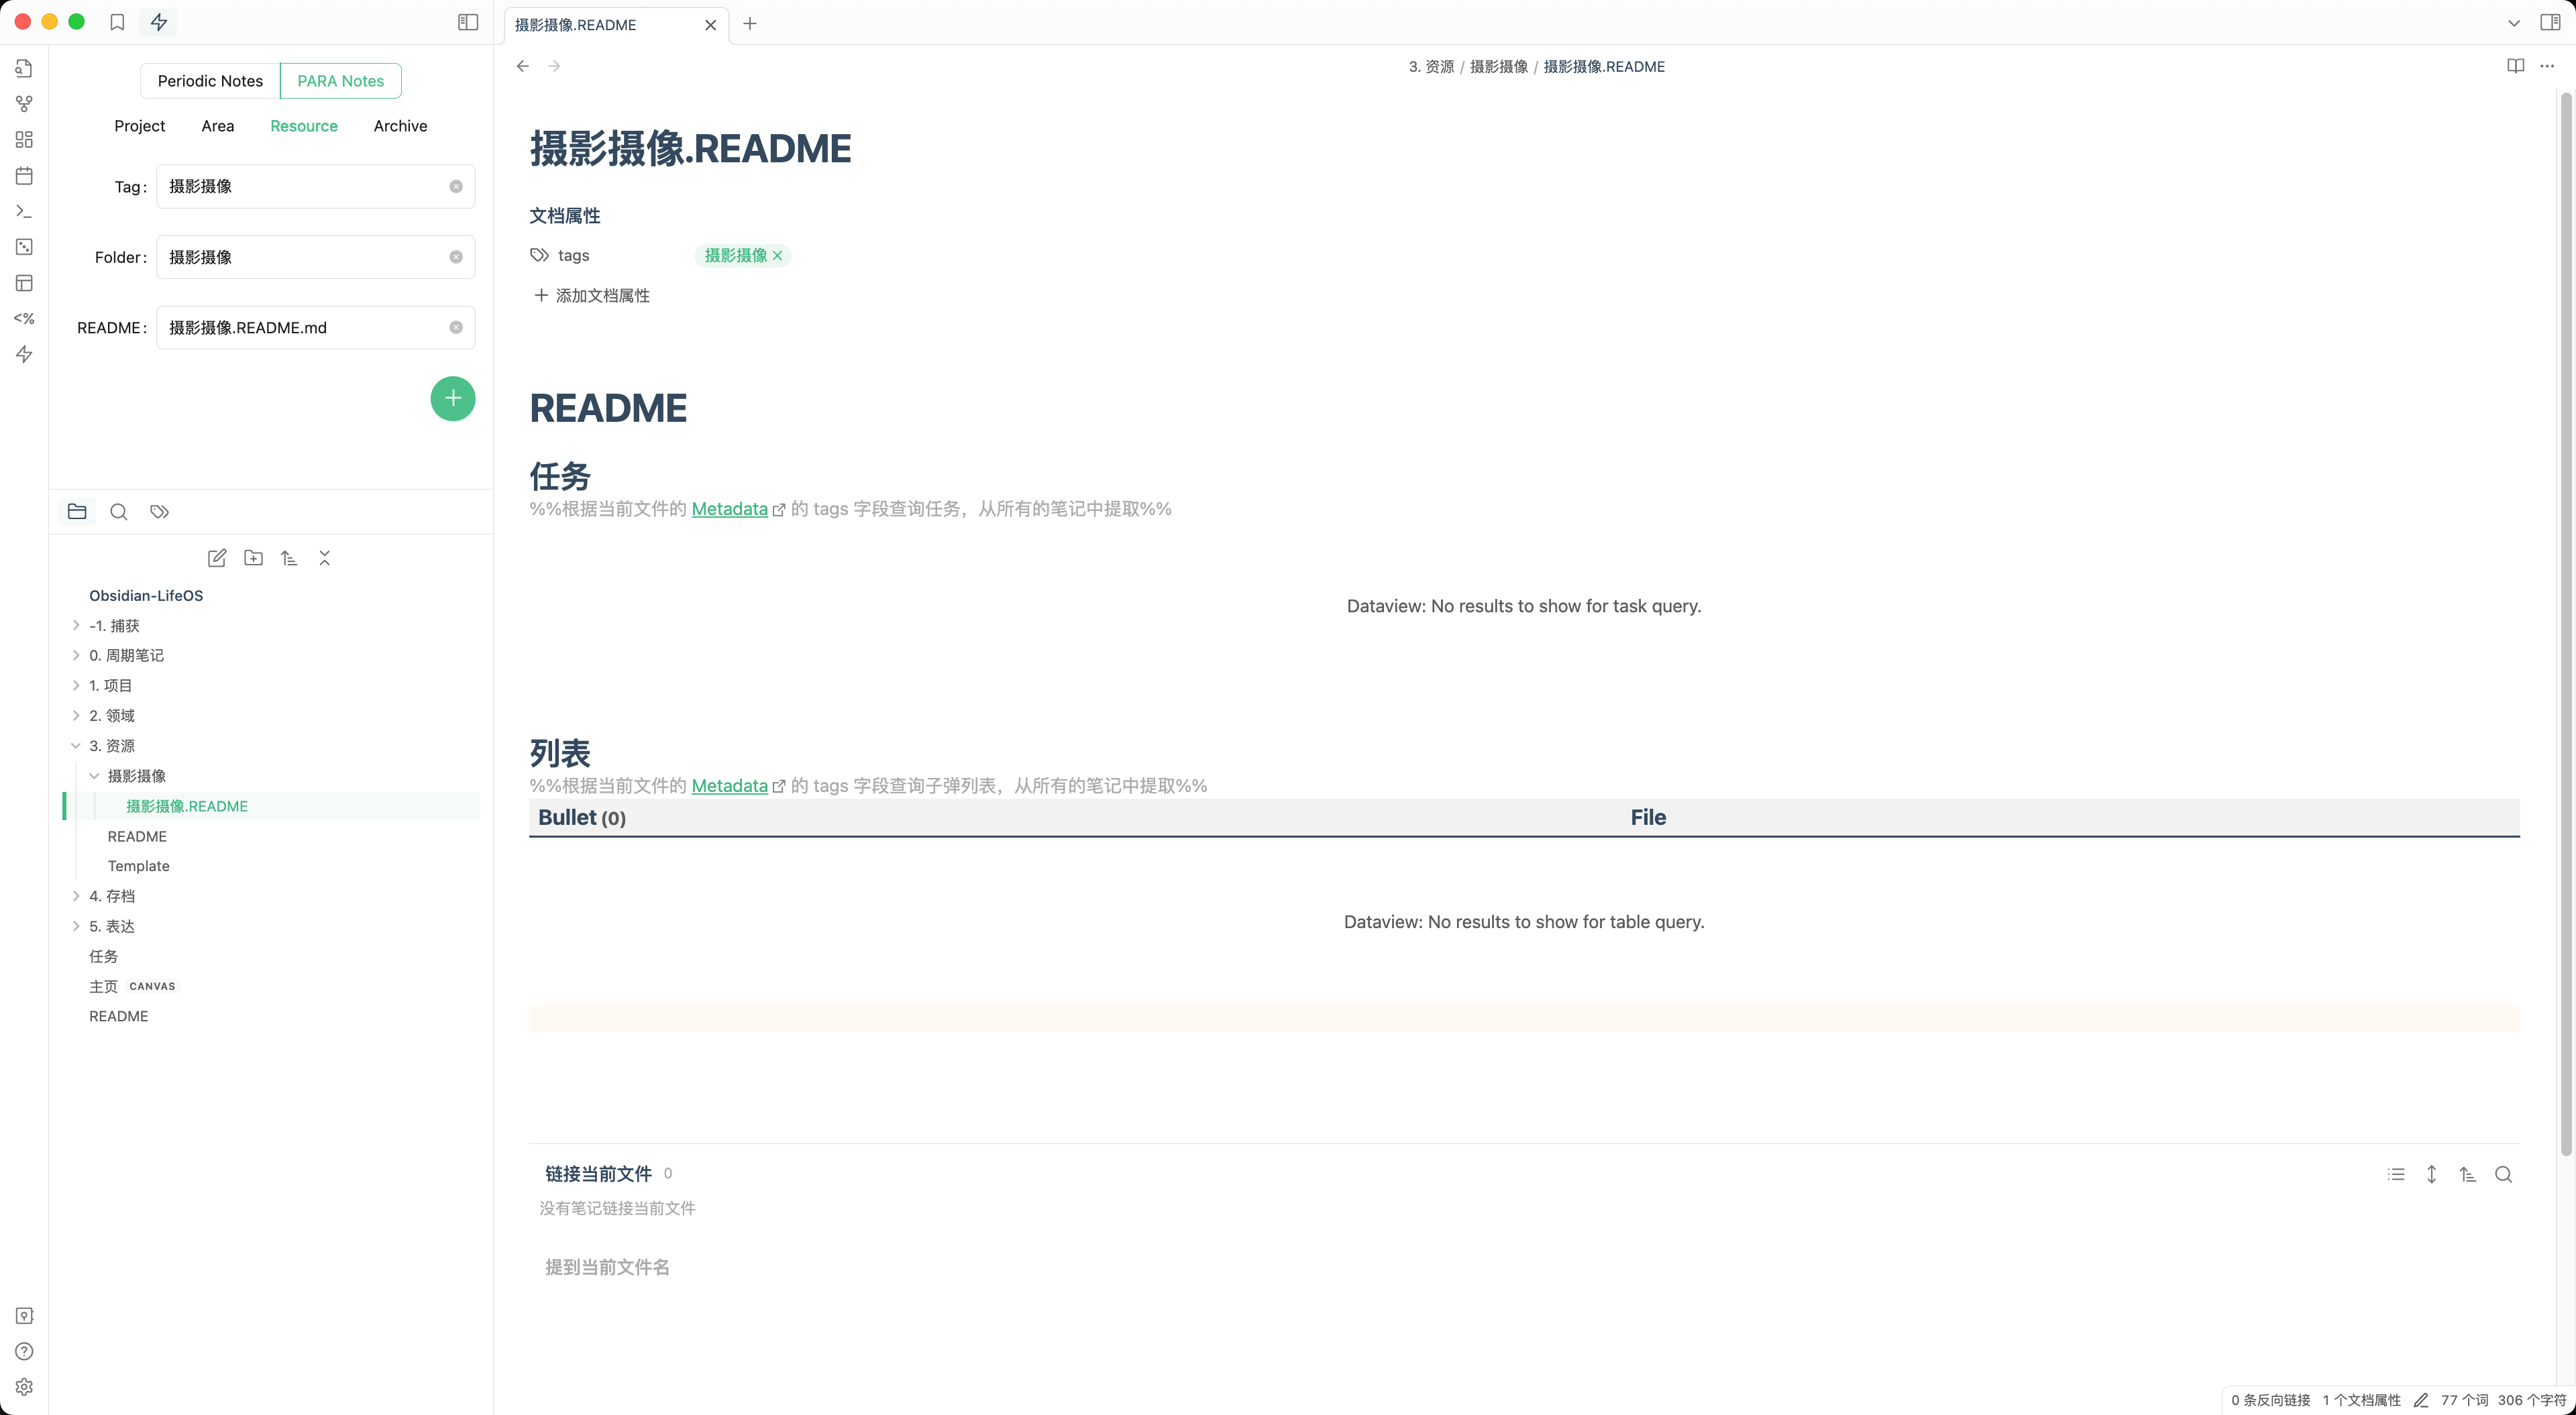 摄影摄像.README
Periodic Notes PARA Notes
Project Area Resource Archive
Tag: 摄影摄像
Folder: 摄影摄像
README: 摄影摄像.README.md
Obsidian-LifeOS
-1. 捕获
0. 周期笔记
1. 项目
2. 领域
3. 资源
摄影摄像
摄影摄像.README
README
Template
4. 存档
5. 表达
任务
主页 CANVAS
README
<%
3. 资源 / 摄影摄像 / 摄影摄像.README
摄影摄像.README
文档属性
tags 摄影摄像
添加文档属性
README
任务
%%根据当前文件的 Metadata 的 tags 字段查询任务，从所有的笔记中提取%%
Dataview: No results to show for task query.
列表
%%根据当前文件的 Metadata 的 tags 字段查询子弹列表，从所有的笔记中提取%%
Bullet (0) File
Dataview: No results to show for table query.
链接当前文件 0
没有笔记链接当前文件
提到当前文件名
0 条反向链接 1 个文档属性 77 个词 306 个字符